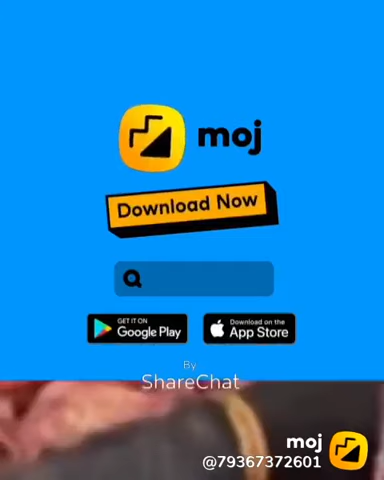 moj
Download Now
GET IT ON
Google Play
Download on the
App Store
By
ShareChat
moj
@79367372601